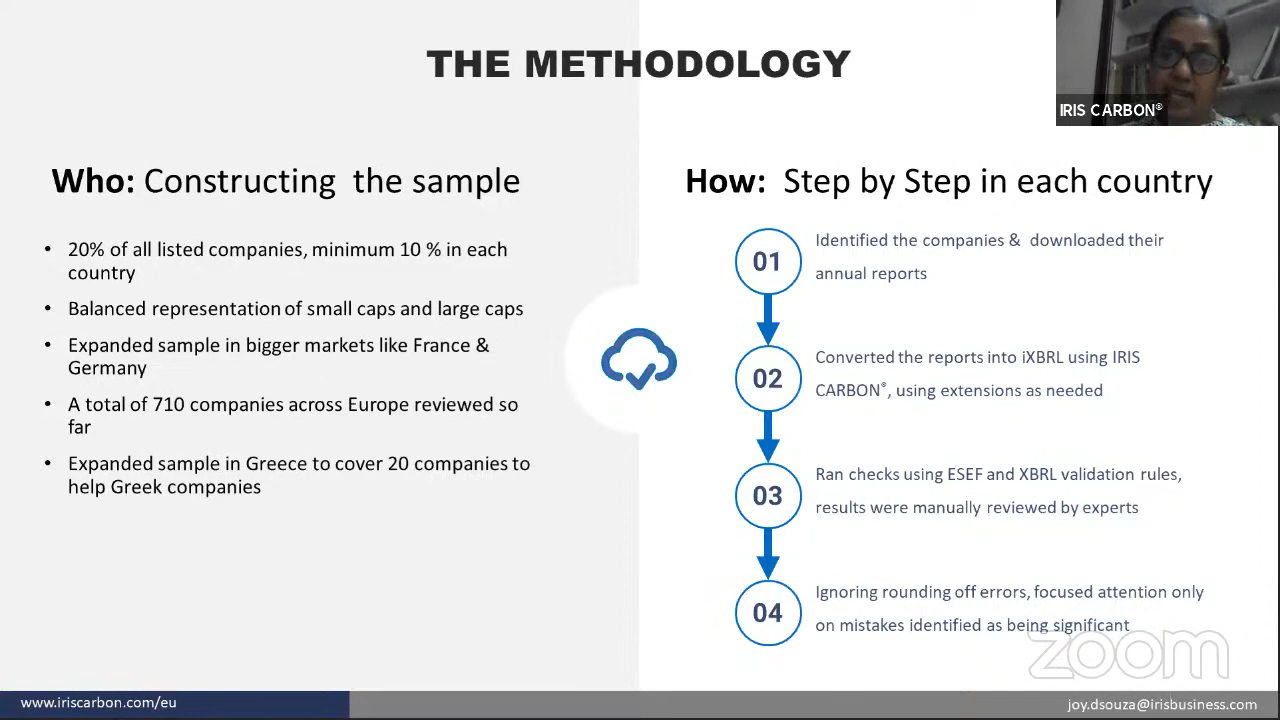 THE METHODOLOGY
IRIS CARBON®
Who: Constructing the sample
• 20% of all listed companies, minimum 10 % in each
country
• Balanced representation of small caps and large caps
• Expanded sample in bigger markets like France &
Germany
• A total of 710 companies across Europe reviewed so
far
• Expanded sample in Greece to cover 20 companies to
help Greek companies
How: Step by Step in each country
01
Identified the companies & downloaded their
annual reports
02
Converted the reports into iXBRL using IRIS
CARBON®, using extensions as needed
03
Ran checks using ESEF and XBRL validation rules,
results were manually reviewed by experts
04
Ignoring rounding off errors, focused attention only
on mistakes identified as being significant
zoom
www.iriscarbon.com/eu
joy.dsouza@irisbusiness.com